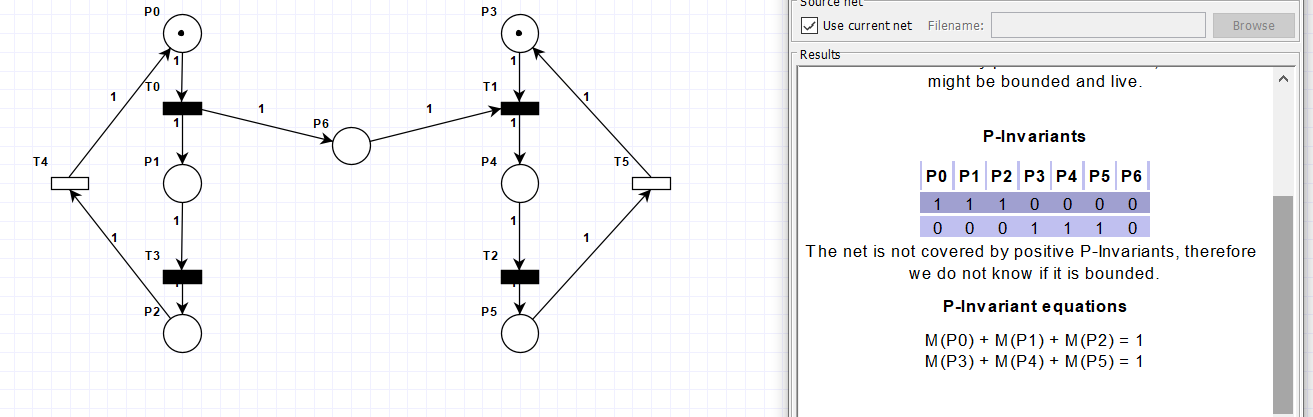 P0
P3
1
1
T0
T1
1
1
1
1
1
1
P6
T4
P1
P4
T5
1
1
1
1
T3
T2
P2
P5
Source net
Use current net Filename: Browse
Results
might be bounded and live.
P-Invariants
P0 P1 P2 P3 P4 P5 P6
1 1 1 0 0 0 0
0 0 0 1 1 1 0
The net is not covered by positive P-Invariants, therefore
we do not know if it is bounded.
P-Invariant equations
M(P0) + M(P1) + M(P2) = 1
M(P3) + M(P4) + M(P5) = 1